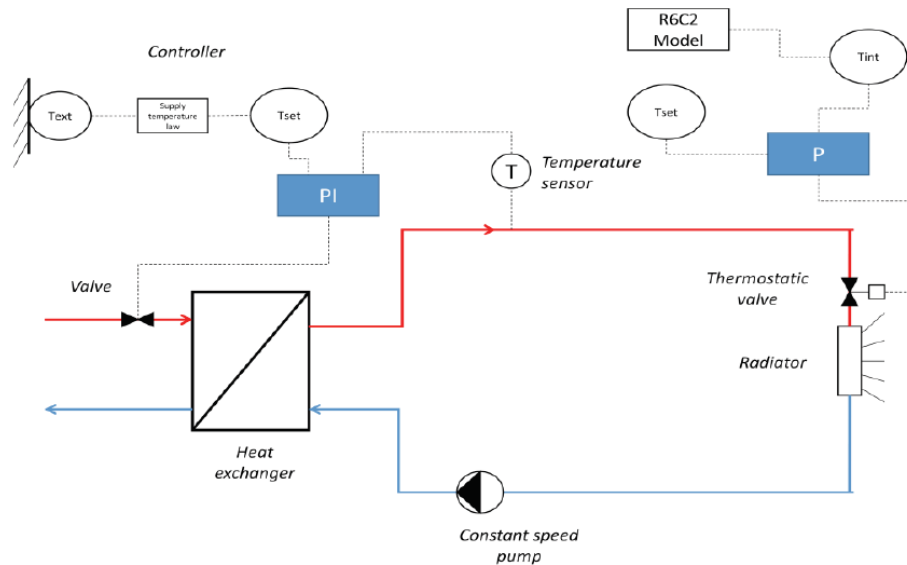 R6C2
Model
Controller
Tint
Text
Supply
temperature
law
Tset
Tset
P
T
Temperature
sensor
PI
Valve
Thermostatic
valve
Radiator
Heat
exchanger
Constant speed
pump